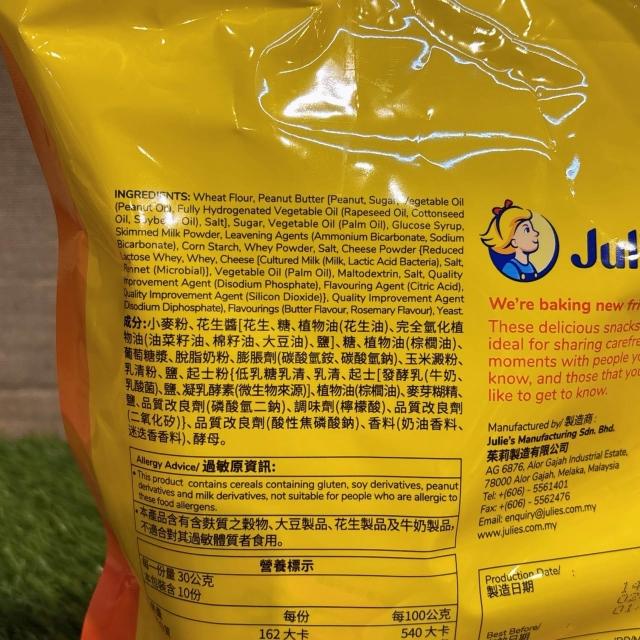 INGREDIENTS: Wheat Flour, Peanut Butter [Peanut, Sugar, Vegetable Oil
(Peanut Oil), Fully Hydrogenated Vegetable Oil (Rapeseed Oil, Cottonseed
Oil, Soybean Oil), Salt], Sugar, Vegetable Oil (Palm Oil), Glucose Syrup,
Skimmed Milk Powder, Leavening Agents (Ammonium Bicarbonate, Sodium
Bicarbonate), Corn Starch, Whey Powder, Salt, Cheese Powder {Reduced
Lactose Whey, Whey, Cheese [Cultured Milk (Milk, Lactic Acid Bacteria), Salt,
Rennet (Microbial)], Vegetable Oil (Palm Oil), Maltodextrin, Salt, Quality
Improvement Agent (Disodium Phosphate), Flavouring Agent (Citric Acid),
Quality Improvement Agent (Silicon Dioxide)}, Quality Improvement Agent
(Disodium Diphosphate), Flavourings (Butter Flavour, Rosemary Flavour), Yeast.
成分:小麥粉、花生醬[花生、糖、植物油(花生油)、完全氫化植
物油(油菜籽油、棉籽油、大豆油)、鹽]、糖、植物油(棕櫚油)、
葡萄糖漿、脫脂奶粉、膨脹劑(碳酸氫銨、碳酸氫鈉)、玉米澱粉、
乳清粉、鹽、起士粉{低乳糖乳清、乳清、起士[發酵乳(牛奶、
乳酸菌)、鹽、凝乳酵素(微生物來源)]、植物油(棕櫚油)、麥芽糊精、
鹽、品質改良劑(磷酸氫二鈉)、調味劑(檸檬酸)、品質改良劑
(二氧化矽)}、品質改良劑(酸性焦磷酸鈉)、香料(奶油香料、
迷迭香香料)、酵母。
Allergy Advice/ 過敏原資訊:
• This product contains cereals containing gluten, soy derivatives, peanut
derivatives and milk derivatives, not suitable for people who are allergic to
these food allergens.
• 本產品含有含麩質之穀物、大豆製品、花生製品及牛奶製品,
不適合對其過敏體質者食用。
營養標示
每一份量 30公克
本包裝含 10份
每份 每100公克
162 大卡 540 大卡
Juli
We're baking new fri
These delicious snacks
ideal for sharing carefre
moments with people yo
know, and those that you
like to get to know.
Manufactured by/ 製造商 :
Julie's Manufacturing Sdn. Bhd.
茱莉製造有限公司
AG 6876, Alor Gajah Industrial Estate,
78000 Alor Gajah, Melaka, Malaysia
Tel: +(606) - 5561401
Fax: +(606) - 5562476
Email: enquiry@julies.com.my
www.julies.com.my
Production Date/ :
製造日期
14
02
01
Best Before/